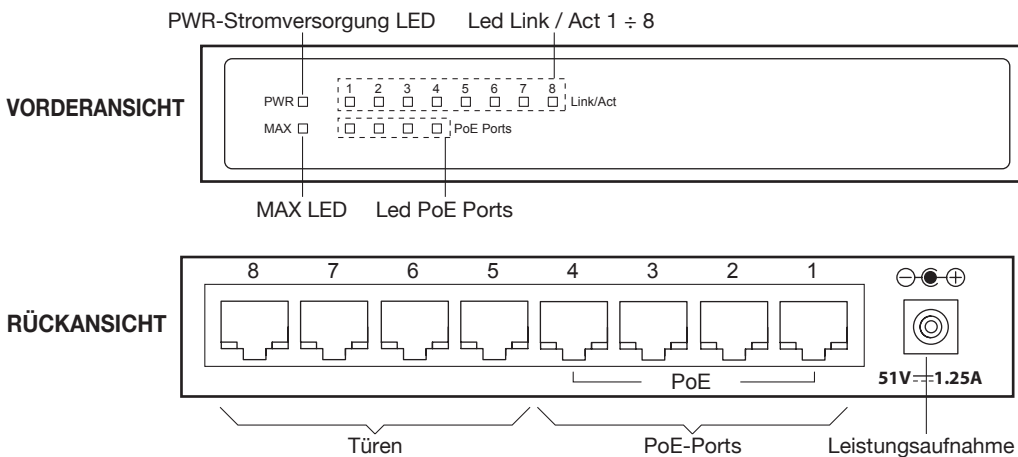 PWR-Stromversorgung LED Led Link / Act 1 ÷ 8
VORDERANSICHT
1 2 3 4 5 6 7 8
PWR Link/Act
MAX PoE Ports
MAX LED Led PoE Ports
RÜCKANSICHT
8 7 6 5 4 3 2 1
PoE
51V 1.25A
Türen PoE-Ports Leistungsaufnahme